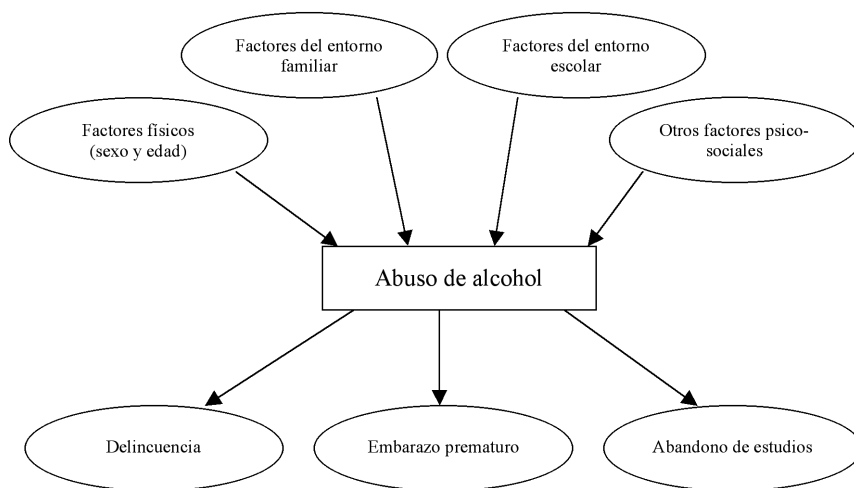 Factores del entorno
familiar
Factores del entorno
escolar
Factores físicos
(sexo y edad)
Otros factores psico-
sociales
Abuso de alcohol
Delincuencia
Embarazo prematuro
Abandono de estudios